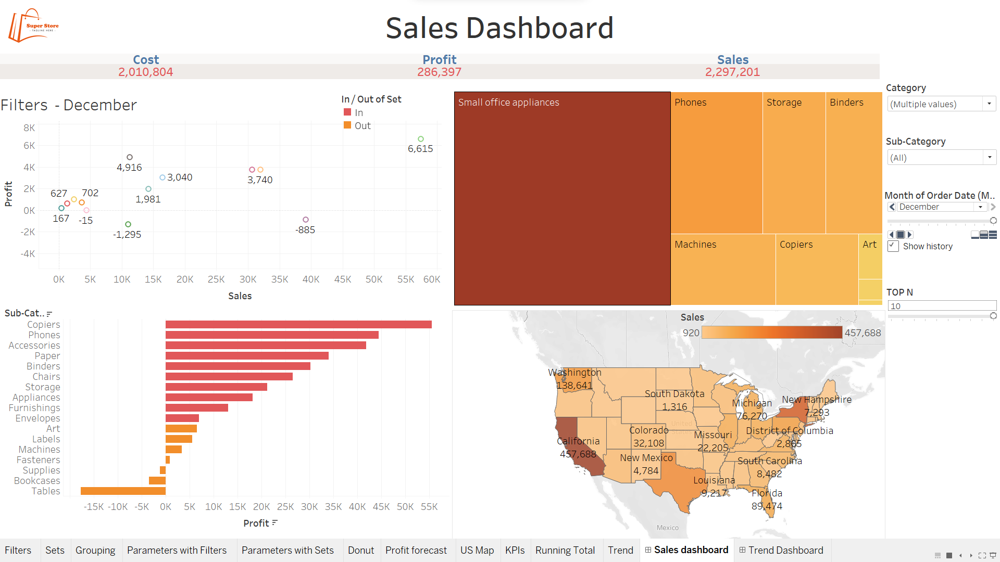 Super Store
- TAGLINE HERE -
Sales Dashboard
Cost
Profit
Sales
2,010,804
286,397
2,297,201
Filters - December
In / Out of Set
In
Out
Profit
8K
6K
4K
2K
0K
-2K
-4K
6,615
4,916
3,040
3,740
1,981
627
702
167
-15
-1,295
-885
0K 5K 10K 15K 20K 25K 30K 35K 40K 45K 50K 55K 60K
Sales
Small office appliances
Phones
Storage
Binders
Machines
Copiers
Art
Category
(Multiple values)
Sub-Category
(All)
Month of Order Date (M..
December
Show history
TOP N
10
Sub-Cat..
Copiers
Phones
Accessories
Paper
Binders
Chairs
Storage
Appliances
Furnishings
Envelopes
Art
Labels
Machines
Fasteners
Supplies
Bookcases
Tables
-15K -10K -5K 0K 5K 10K 15K 20K 25K 30K 35K 40K 45K 50K 55K
Profit
Sales
920
457,688
Washington
138,641
South Dakota
1,316
Michigan
76,270
New Hampshire
7,293
United States
Colorado
32,108
Missouri
22,205
District of Columbia
2,865
California
457,688
New Mexico
4,784
South Carolina
8,482
Louisiana
9,217
Florida
89,474
Mexico
Filters
Sets
Grouping
Parameters with Filters
Parameters with Sets
Donut
Profit forecast
US Map
KPIs
Running Total
Trend
Sales dashboard
Trend Dashboard